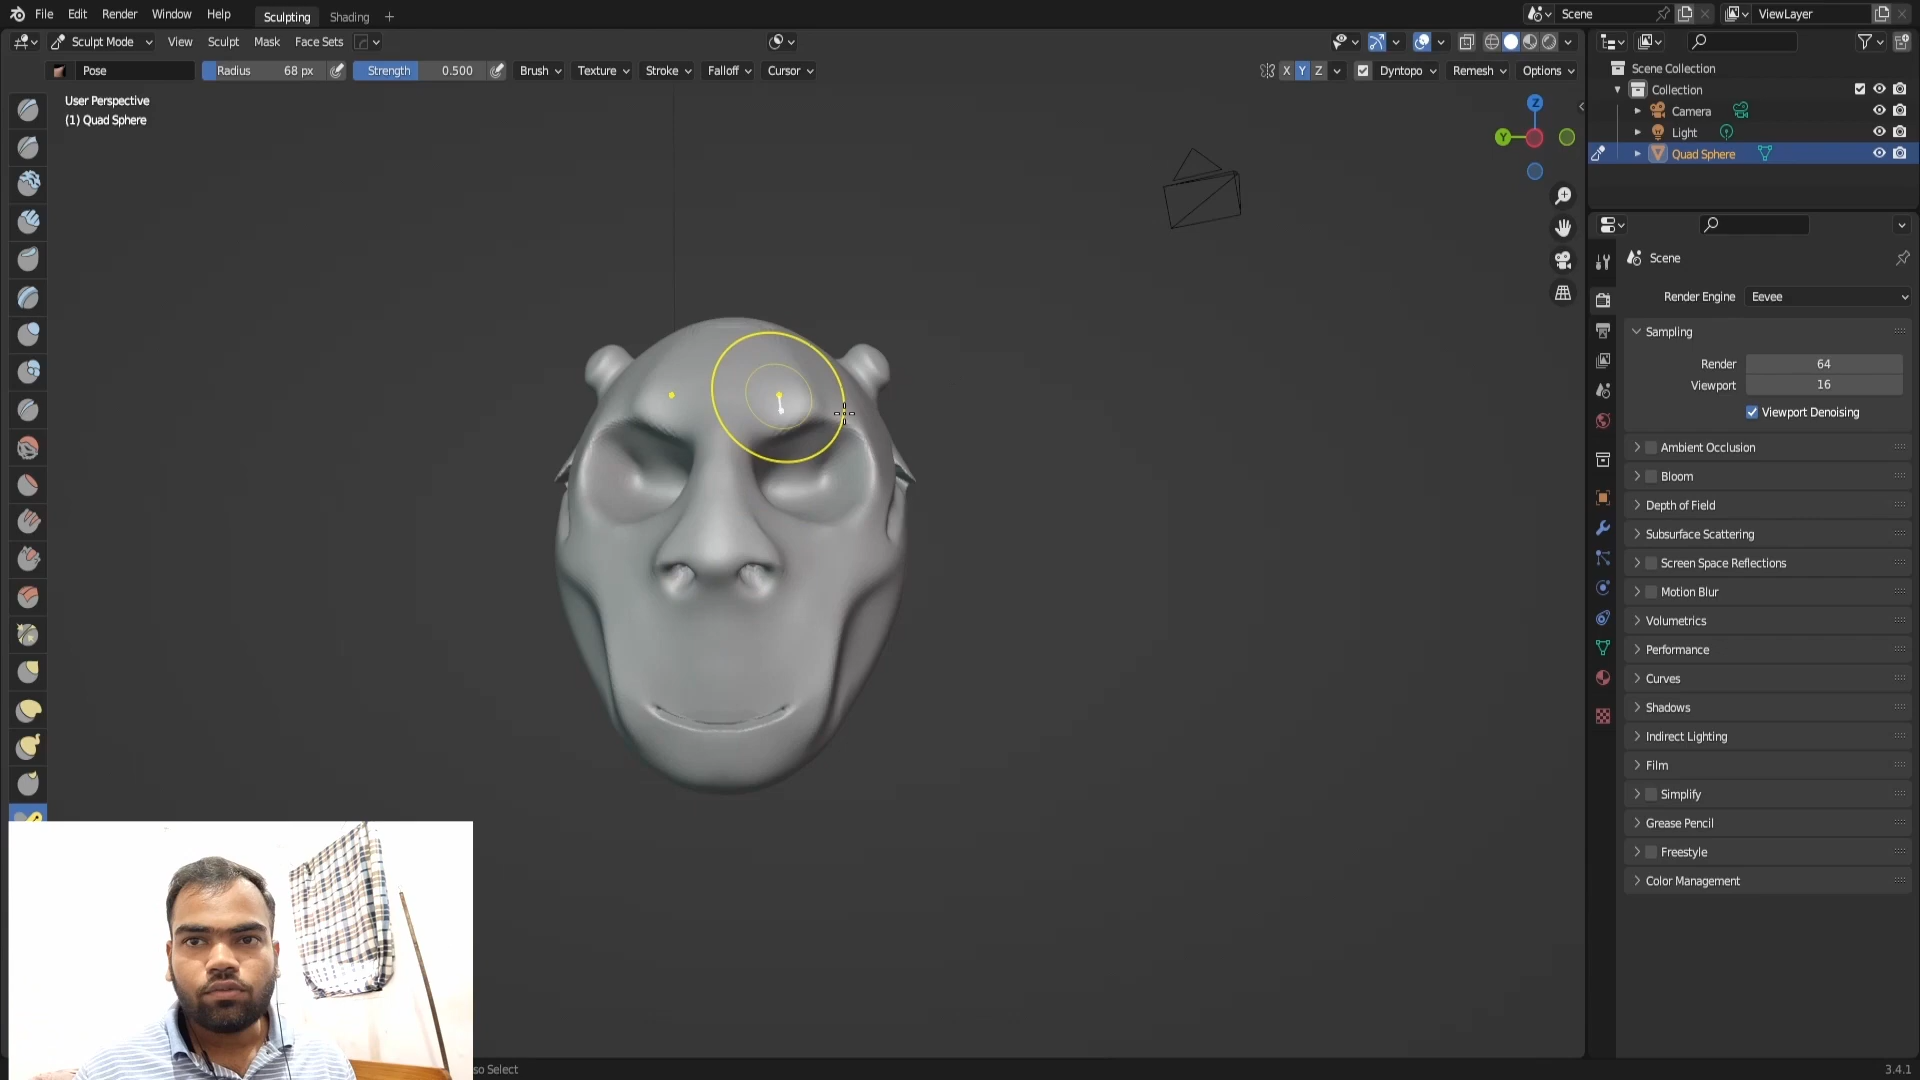 File Edit Render Window Help Sculpting Shading + Scene ViewLayer
Sculpt Mode View Sculpt Mask Face Sets
Pose Radius 68 px Strength 0.500 Brush Texture Stroke Falloff Cursor X Y Z Dyntopo Remesh Options
User Perspective
(1) Quad Sphere
Z
Y
Scene Collection
Collection
Camera
Light
Quad Sphere
Scene
Render Engine Eevee
Sampling
Render 64
Viewport 16
Viewport Denoising
Ambient Occlusion
Bloom
Depth of Field
Subsurface Scattering
Screen Space Reflections
Motion Blur
Volumetrics
Performance
Curves
Shadows
Indirect Lighting
Film
Simplify
Grease Pencil
Freestyle
Color Management
so Select
3.4.1